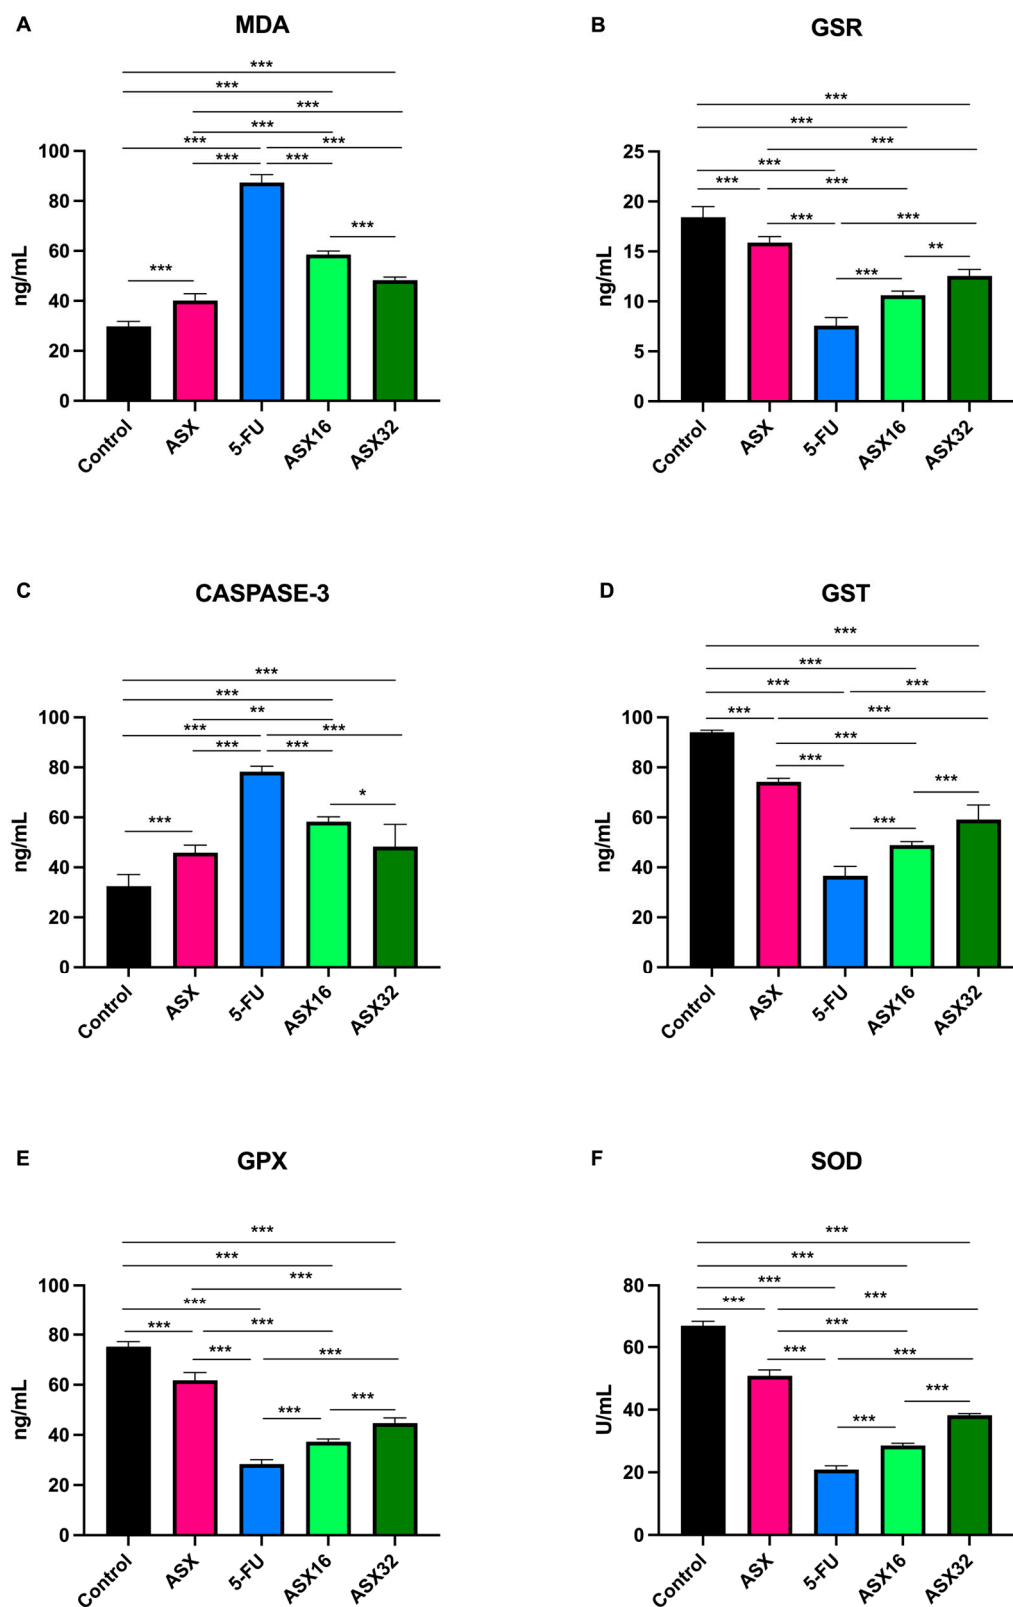 A
MDA
***
***
***
***
***
***
***
***
***
***
100
80
60
40
20
0
ng/mL
Control
ASX
5-FU
ASX16
ASX32
B
GSR
***
***
***
***
***
***
***
***
**
***
25
20
15
10
5
0
ng/mL
Control
ASX
5-FU
ASX16
ASX32
C
CASPASE-3
***
***
**
***
***
***
***
*
***
100
80
60
40
20
0
ng/mL
Control
ASX
5-FU
ASX16
ASX32
D
GST
***
***
***
***
***
***
***
***
***
***
100
80
60
40
20
0
ng/mL
Control
ASX
5-FU
ASX16
ASX32
E
GPX
***
***
***
***
***
***
***
***
***
***
100
80
60
40
20
0
ng/mL
Control
ASX
5-FU
ASX16
ASX32
F
SOD
***
***
***
***
***
***
***
***
***
***
80
60
40
20
0
U/mL
Control
ASX
5-FU
ASX16
ASX32